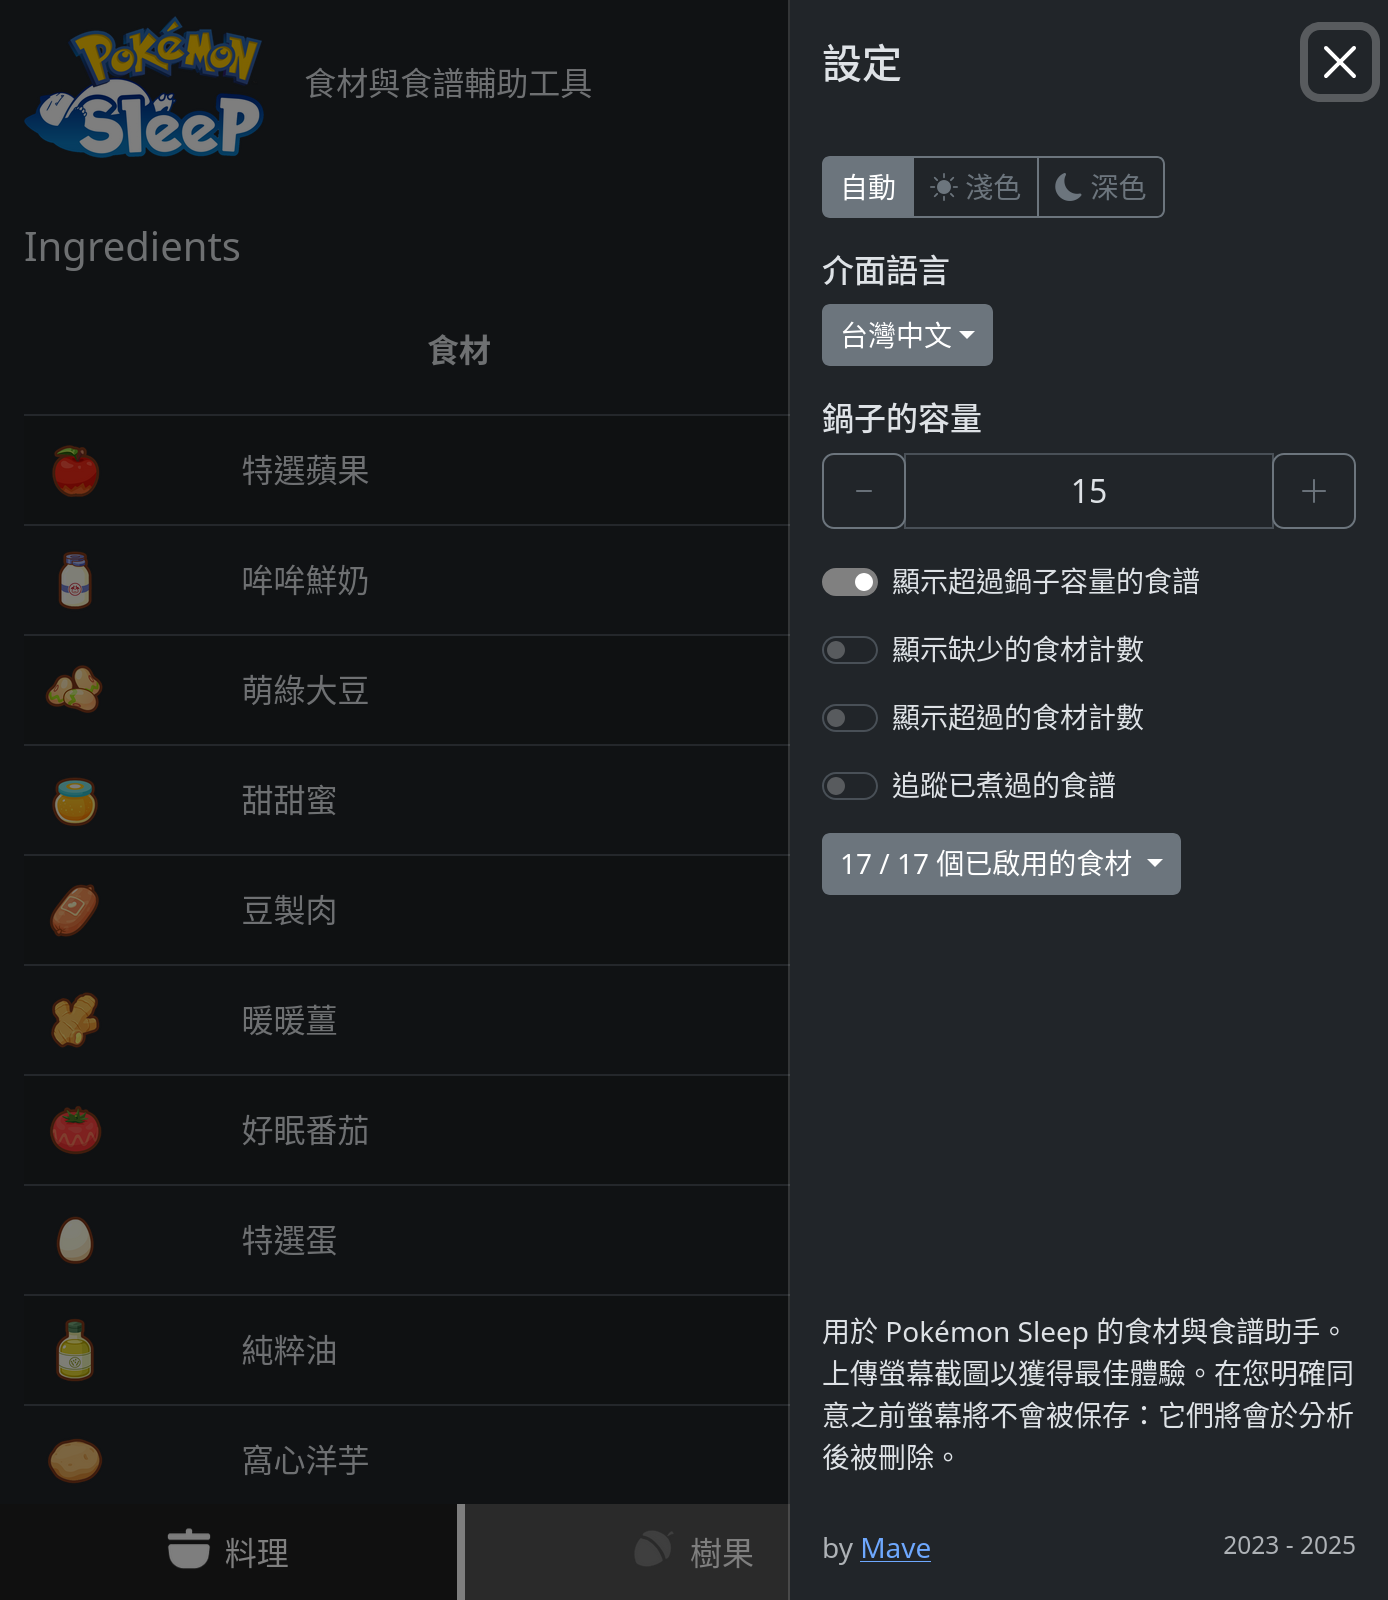 Pokémon
Sleep
食材與食譜輔助工具
Ingredients
食材
特選蘋果
哞哞鮮奶
萌綠大豆
甜甜蜜
豆製肉
暖暖薑
好眠番茄
特選蛋
純粹油
窩心洋芋
料理
樹果
設定
自動
淺色
深色
介面語言
台灣中文
鍋子的容量
15
顯示超過鍋子容量的食譜
顯示缺少的食材計數
顯示超過的食材計數
追蹤已煮過的食譜
17 / 17 個已啟用的食材
用於 Pokémon Sleep 的食材與食譜助手。
上傳螢幕截圖以獲得最佳體驗。在您明確同
意之前螢幕將不會被保存：它們將會於分析
後被刪除。
by Mave
2023 - 2025